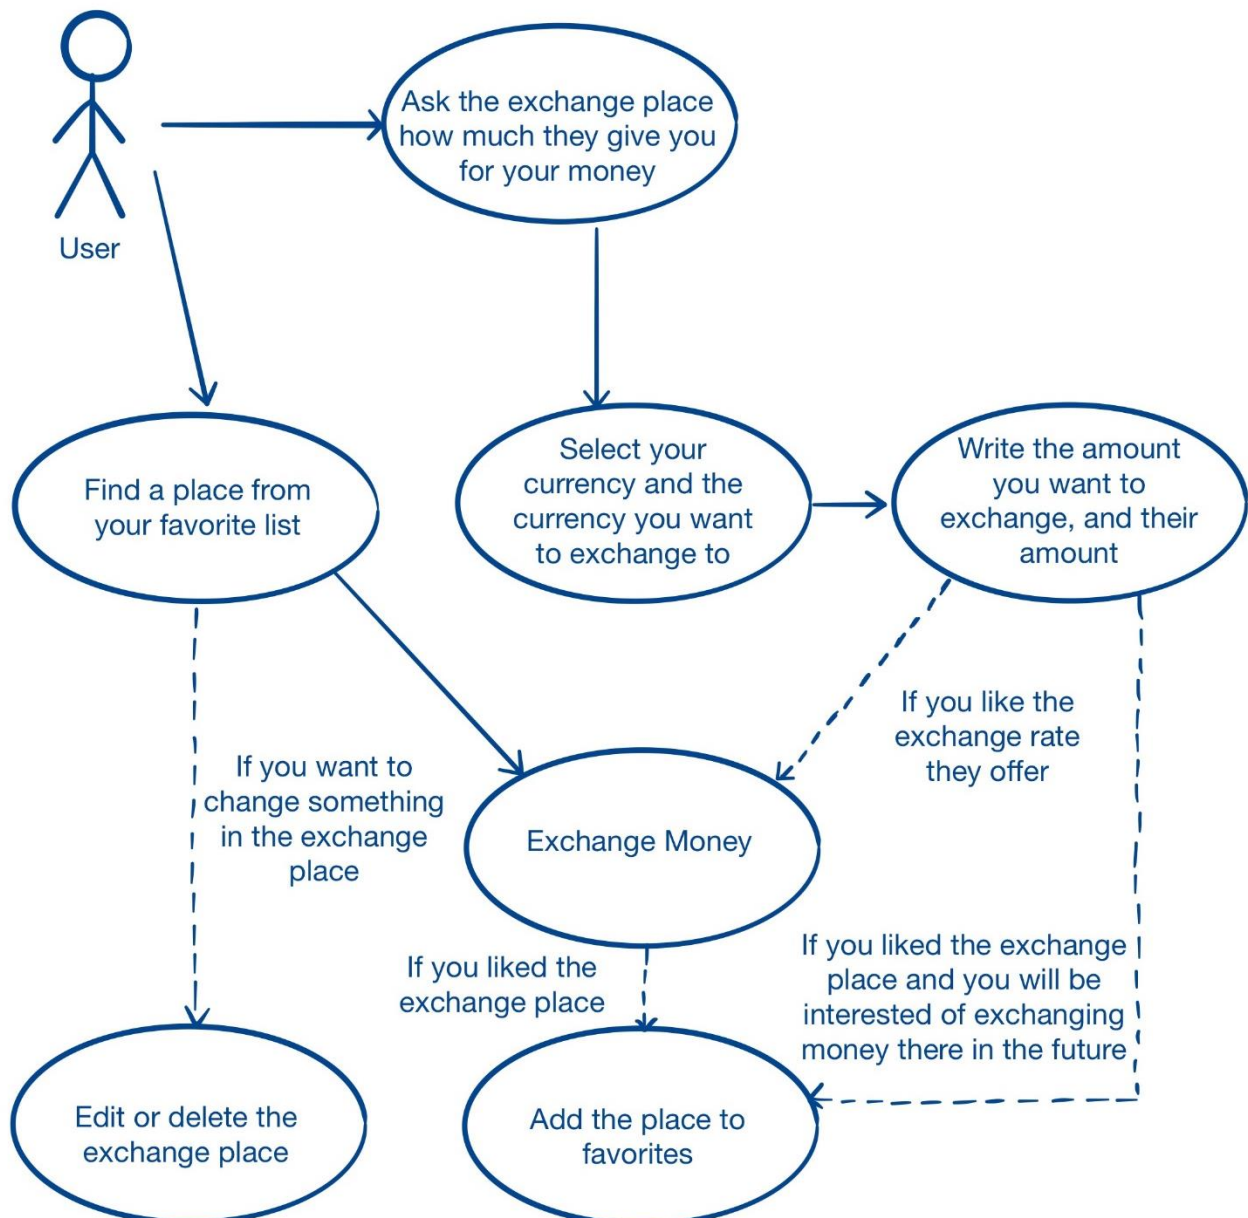 Ask the exchange place
how much they give you
for your money
User
Find a place from
your favorite list
Select your
currency and the
currency you want
to exchange to
Write the amount
you want to
exchange, and their
amount
If you like the
exchange rate
they offer
If you want to
change something
in the exchange
place
Exchange Money
If you liked the
exchange place
If you liked the exchange
place and you will be
interested of exchanging
money there in the future
Edit or delete the
exchange place
Add the place to
favorites